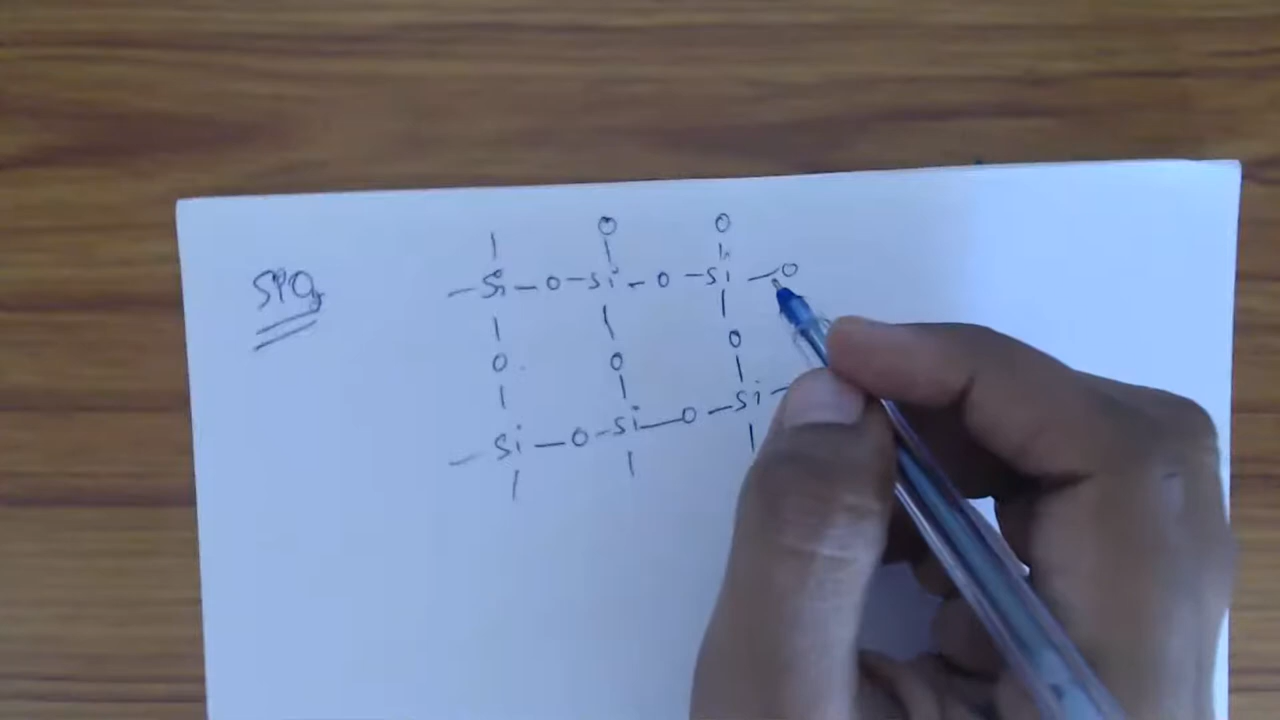 O O
SiO2 — Si — O — Si — O — Si — O
O O O
— Si — O — Si — O — Si —